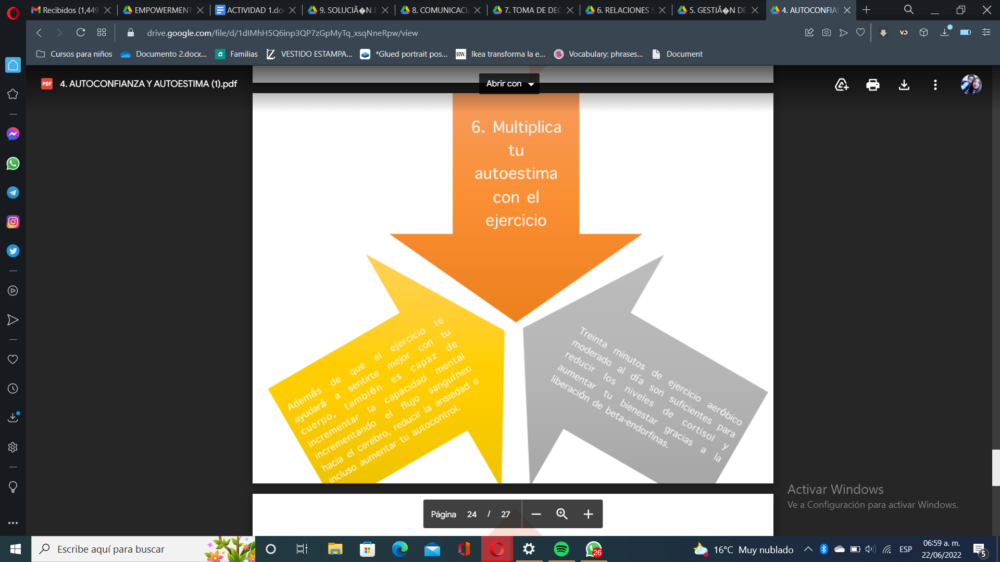 Recibidos (1,449
EMPOWERMENT
ACTIVIDAD 1.do
9. SOLUCIÃ�N D
8. COMUNICACI
7. TOMA DE DEC
6. RELACIONES S
5. GESTIÃ�N DE
4. AUTOCONFIAN
drive.google.com/file/d/1dIMhH5Q6inp3QP7zGpMyTq_xsqNneRpw/view
Cursos para niños
Documento 2.docx...
Familias
VESTIDO ESTAMPA...
*Glued portrait pos...
RW.
Ikea transforma la e...
Vocabulary: phrases...
Document
PDF
4. AUTOCONFIANZA Y AUTOESTIMA (1).pdf
Abrir con
6. Multiplica
tu
autoestima
con el
ejercicio
Además de que el ejercicio te
ayudará a sentirte mejor con tu
cuerpo, también es capaz de
incrementar la capacidad mental
incrementando el flujo sanguíneo
hacia el cerebro, reducir la ansiedad e
incluso aumentar tu autocontrol.
Treinta minutos de ejercicio aeróbico
moderado al día son suficientes para
reducir los niveles de cortisol y
aumentar tu bienestar gracias a la
liberación de beta-endorfinas.
Página 24 / 27
Activar Windows
Ve a Configuración para activar Windows.
Escribe aquí para buscar
26
16°C Muy nublado
ESP
06:59 a. m.
22/06/2022
5